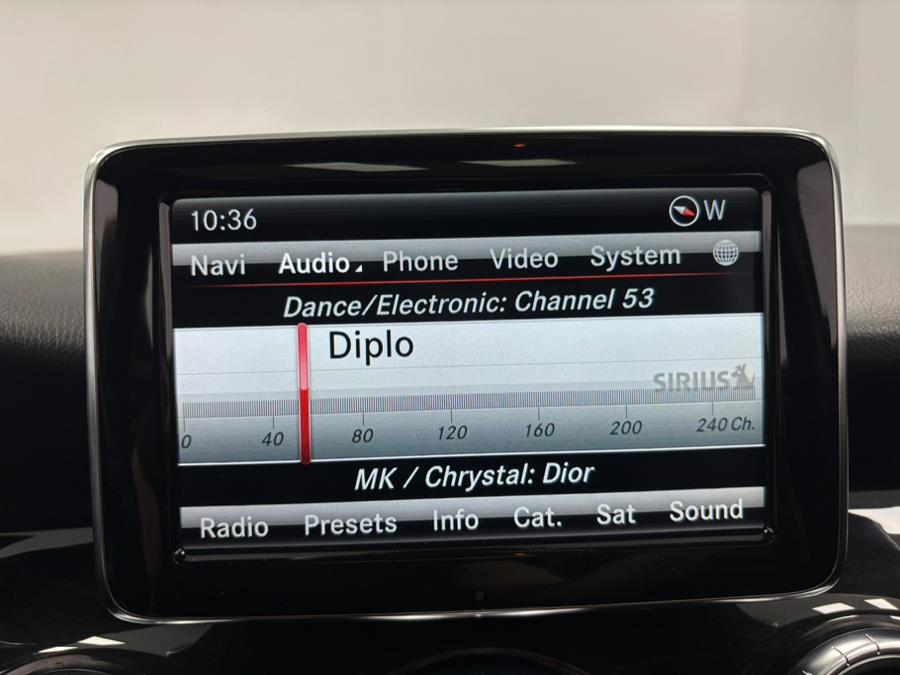 10:36 W
Navi Audio Phone Video System
Dance/Electronic: Channel 53
Diplo
SIRIUS
0 40 80 120 160 200 240 Ch.
MK / Chrystal: Dior
Radio Presets Info Cat. Sat Sound